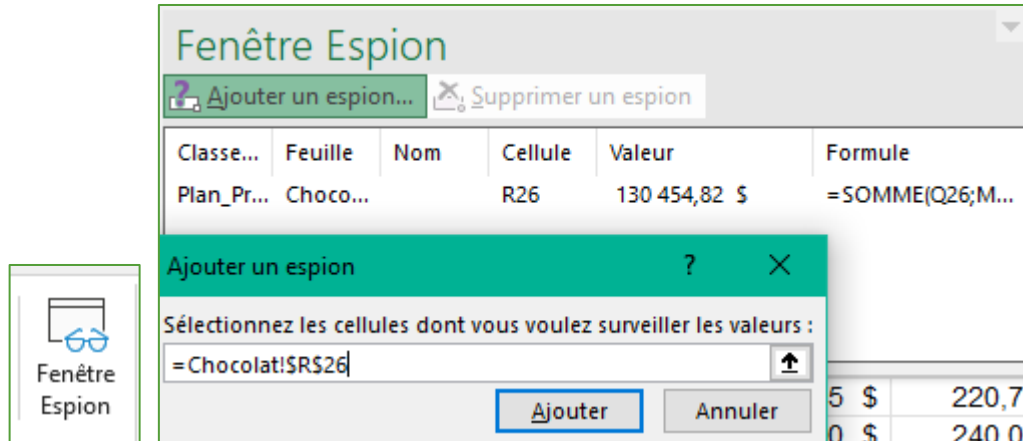 Fenêtre Espion
Ajouter un espion... Supprimer un espion
Classe... Feuille Nom Cellule Valeur Formule
Plan_Pr... Choco... R26 130 454,82 $ =SOMME(Q26;M...
Ajouter un espion ? ×
Sélectionnez les cellules dont vous voulez surveiller les valeurs :
=Chocolat!$R$26
Ajouter Annuler
5 $ 220,7
0 $ 240,0
Fenêtre
Espion